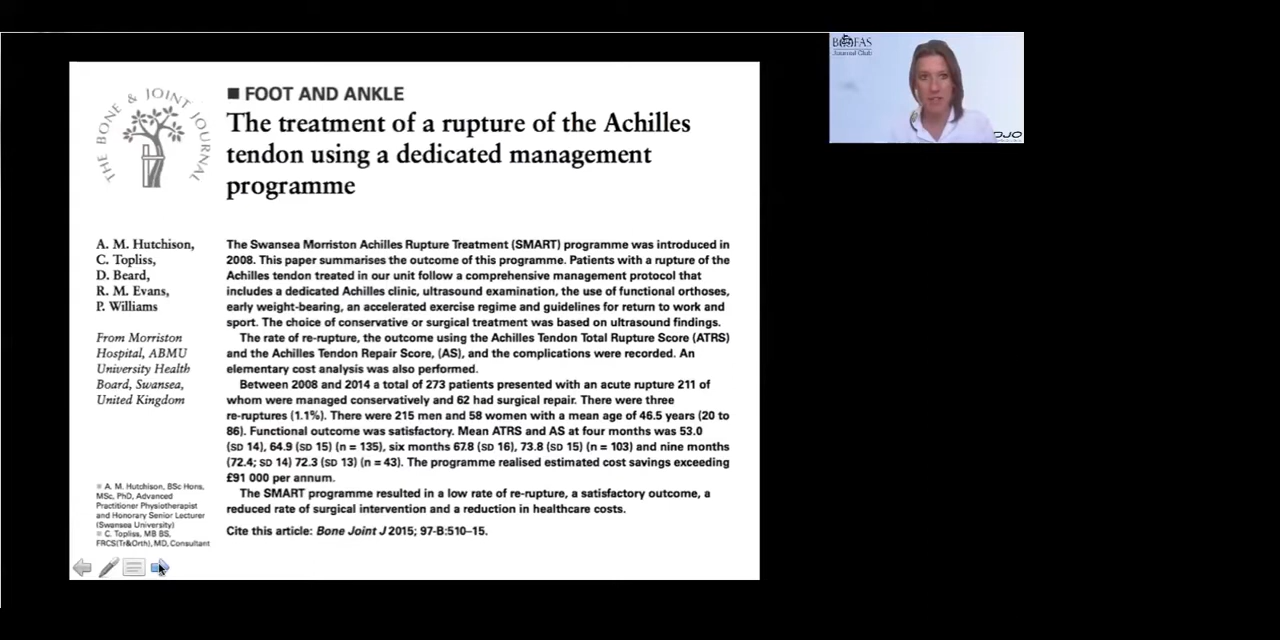 THE BONE & JOINT JOURNAL
■ FOOT AND ANKLE
The treatment of a rupture of the Achilles
tendon using a dedicated management
programme
A. M. Hutchison,
C. Topliss,
D. Beard,
R. M. Evans,
P. Williams
From Morriston
Hospital, ABMU
University Health
Board, Swansea,
United Kingdom
■ A. M. Hutchison, BSc Hons,
MSc, PhD, Advanced
Practitioner Physiotherapist
and Honorary Senior Lecturer
(Swansea University)
■ C. Topliss, MB BS,
FRCS(Tr&Orth), MD, Consultant
The Swansea Morriston Achilles Rupture Treatment (SMART) programme was introduced in
2008. This paper summarises the outcome of this programme. Patients with a rupture of the
Achilles tendon treated in our unit follow a comprehensive management protocol that
includes a dedicated Achilles clinic, ultrasound examination, the use of functional orthoses,
early weight-bearing, an accelerated exercise regime and guidelines for return to work and
sport. The choice of conservative or surgical treatment was based on ultrasound findings.
The rate of re-rupture, the outcome using the Achilles Tendon Total Rupture Score (ATRS)
and the Achilles Tendon Repair Score, (AS), and the complications were recorded. An
elementary cost analysis was also performed.
Between 2008 and 2014 a total of 273 patients presented with an acute rupture 211 of
whom were managed conservatively and 62 had surgical repair. There were three
re-ruptures (1.1%). There were 215 men and 58 women with a mean age of 46.5 years (20 to
86). Functional outcome was satisfactory. Mean ATRS and AS at four months was 53.0
(SD 14), 64.9 (SD 15) (n = 135), six months 67.8 (SD 16), 73.8 (SD 15) (n = 103) and nine months
(72.4; SD 14) 72.3 (SD 13) (n = 43). The programme realised estimated cost savings exceeding
£91 000 per annum.
The SMART programme resulted in a low rate of re-rupture, a satisfactory outcome, a
reduced rate of surgical intervention and a reduction in healthcare costs.
Cite this article: Bone Joint J 2015; 97-B:510–15.
BOFAS
Journal Club
DJO